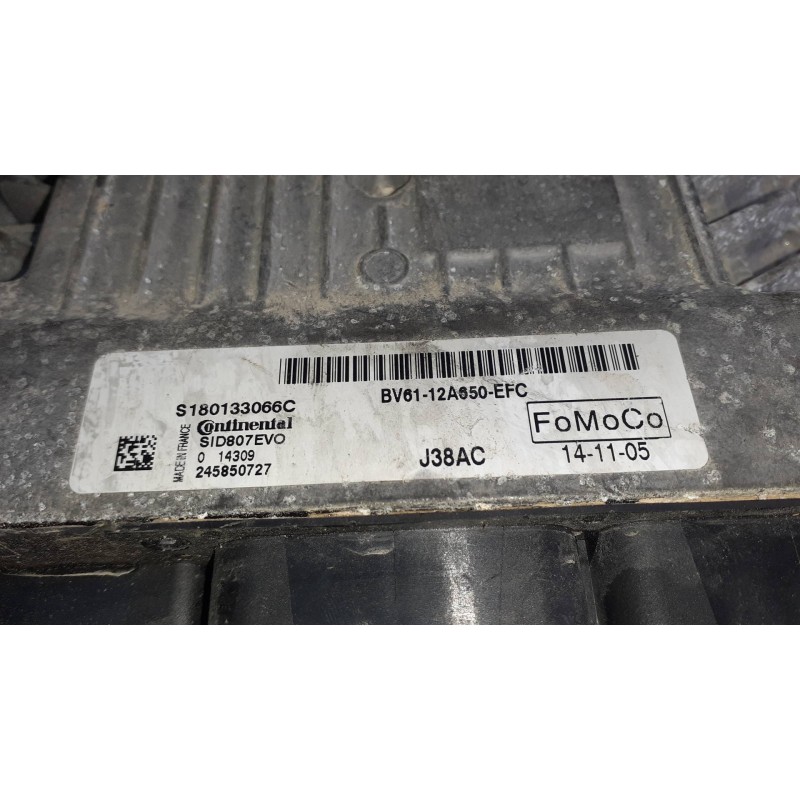 BV61-12A650-EFC
S180133066C
Continental
SID807EVO
0 14309
245850727
MADE IN FRANCE
J38AC
FoMoCo
14-11-05